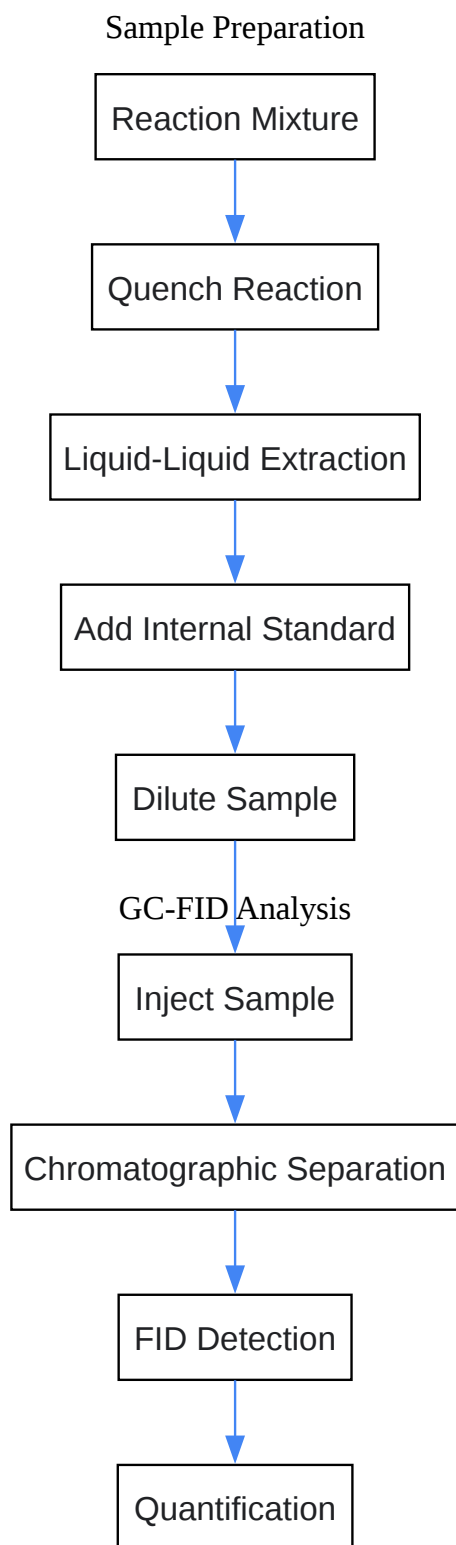 Sample Preparation
Reaction Mixture
Quench Reaction
Liquid-Liquid Extraction
Add Internal Standard
Dilute Sample
GC-FID Analysis
Inject Sample
Chromatographic Separation
FID Detection
Quantification